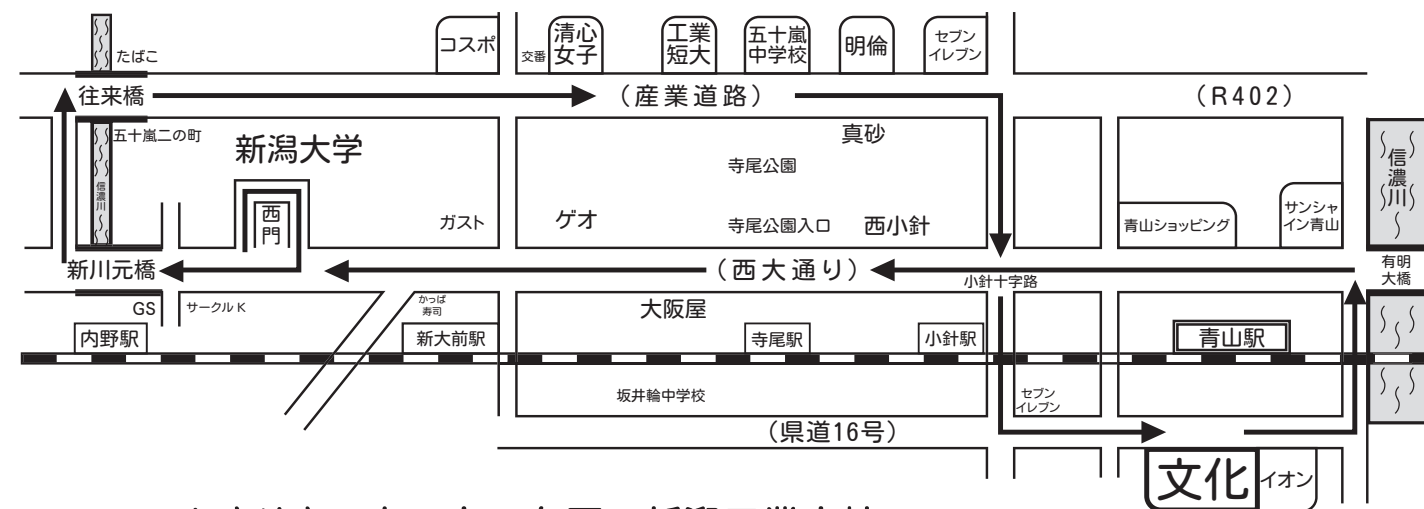 コスポ
交番
清心
女子
工業
短大
五十嵐
中学校
明倫
セブン
イレブン
たばこ
往来橋
(産業道路)
(R402)
五十嵐二の町
新潟大学
真砂
寺尾公園
信濃川
信濃川
西門
ガスト
ゲオ
寺尾公園入口
西小針
青山ショッピング
サンシャ
イン青山
新川元橋
(西大通り)
有明
大橋
小針十字路
GS
サークル K
かっぱ
寿司
大阪屋
内野駅
新大前駅
寺尾駅
小針駅
青山駅
坂井輪中学校
セブン
イレブン
(県道16号)
文化
イオン